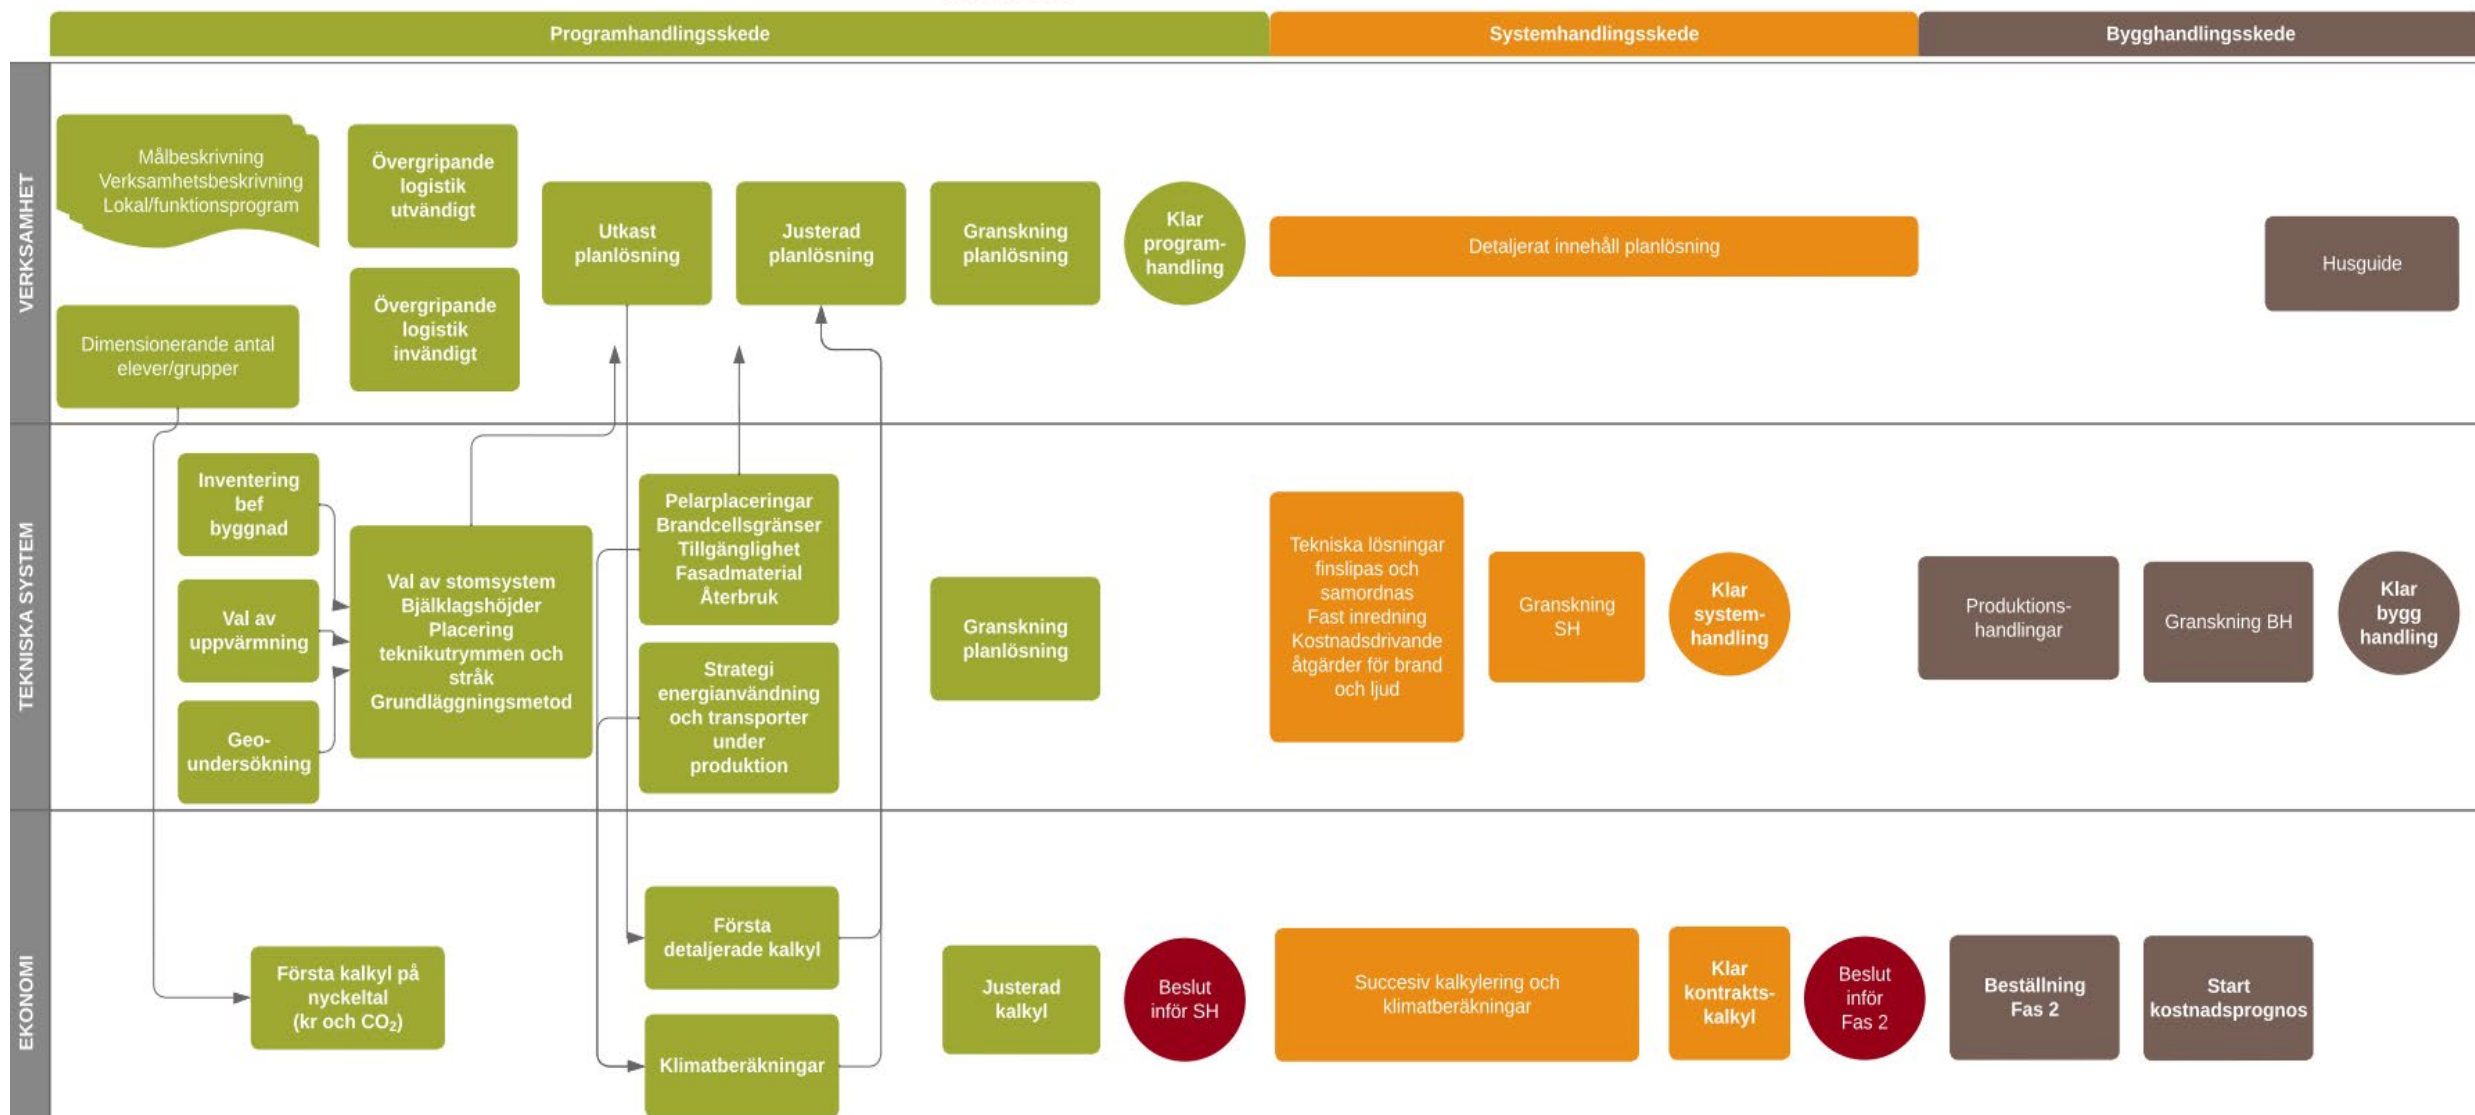 Programhandlingsskede
Systemhandlingsskede
Bygghandlingsskede
VERKSAMHET
Målbeskrivning
Verksamhetsbeskrivning
Lokal/funktionsprogram
Dimensionerande antal
elever/grupper
Övergripande
logistik
utvändigt
Övergripande
logistik
invändigt
Utkast
planlösning
Justerad
planlösning
Granskning
planlösning
Klar
program-
handling
Detaljerat innehåll planlösning
Husguide
TEKNISKA SYSTEM
Inventering
bef
byggnad
Val av
uppvärmning
Geo-
undersökning
Val av stomsystem
Bjälklagshöjder
Placering
teknikutrymmen och
stråk
Grundläggningsmetod
Pelarplaceringar
Brandcellsgränser
Tillgänglighet
Fasadmaterial
Återbruk
Strategi
energianvändning
och transporter
under
produktion
Granskning
planlösning
Tekniska lösningar
finslipas och
samordnas
Fast inredning
Kostnadsdrivande
åtgärder för brand
och ljud
Granskning
SH
Klar
system-
handling
Produktions-
handlingar
Granskning BH
Klar
bygg
handling
EKONOMI
Första kalkyl på
nyckeltal
(kr och CO₂)
Första
detaljerade kalkyl
Klimatberäkningar
Justerad
kalkyl
Beslut
inför SH
Succesiv kalkylering och
klimatberäkningar
Klar
kontrakts-
kalkyl
Beslut
inför
Fas 2
Beställning
Fas 2
Start
kostnadsprognos